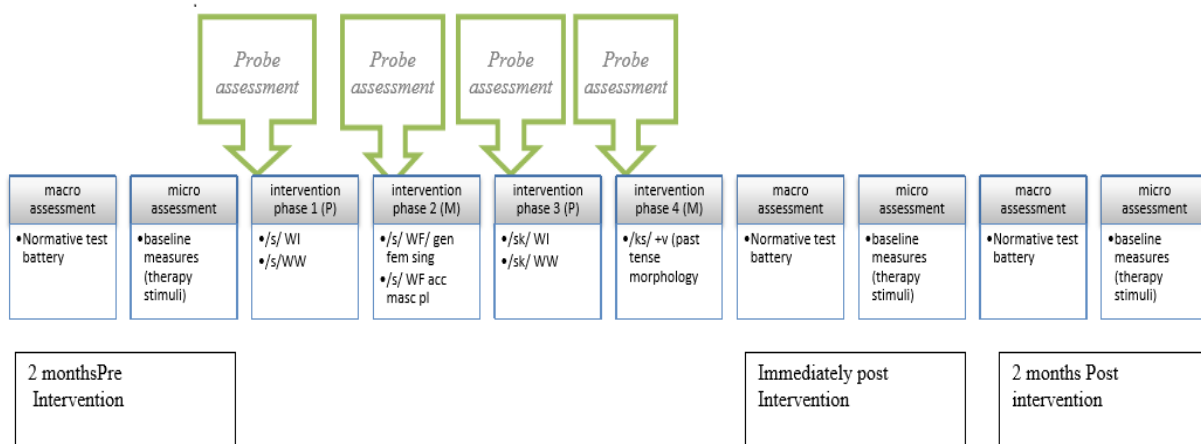 Probe
assessment
Probe
assessment
Probe
assessment
Probe
assessment
macro
assessment
•Normative test
battery
micro
assessment
•baseline
measures
(therapy
stimuli)
intervention
phase 1 (P)
•/s/ WI
•/s/WW
intervention
phase 2 (M)
•/s/ WF/ gen
fem sing
•/s/ WF acc
masc pl
intervention
phase 3 (P)
•/sk/ WI
•/sk/ WW
intervention
phase 4 (M)
•/ks/ +v (past
tense
morphology
macro
assessment
•Normative test
battery
micro
assessment
•baseline
measures
(therapy
stimuli)
macro
assessment
•Normative test
battery
micro
assessment
•baseline
measures
(therapy
stimuli)
2 monthsPre
Intervention
Immediately post
Intervention
2 months Post
intervention